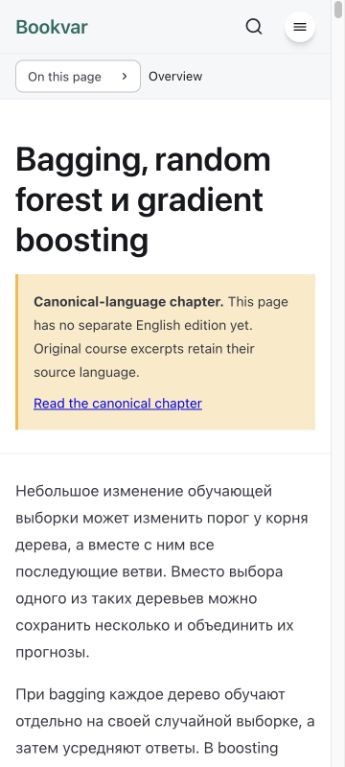 Bookvar
On this page
Overview
Bagging, random
forest и gradient
boosting
Canonical-language chapter. This page
has no separate English edition yet.
Original course excerpts retain their
source language.
Read the canonical chapter
Небольшое изменение обучающей
выборки может изменить порог у корня
дерева, а вместе с ним все
последующие ветви. Вместо выбора
одного из таких деревьев можно
сохранить несколько и объединить их
прогнозы.
При bagging каждое дерево обучают
отдельно на своей случайной выборке, а
затем усредняют ответы. В boosting